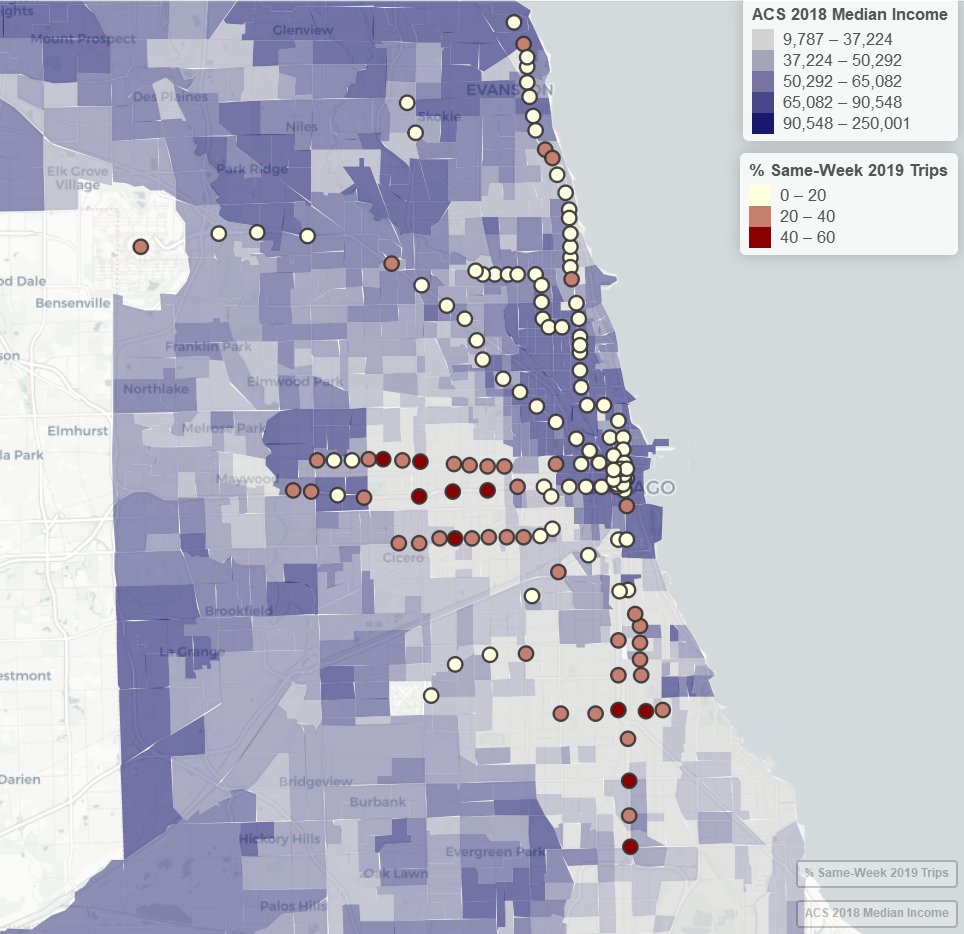 ights
Mount Prospect
Glenview
ACS 2018 Median Income
9,787 – 37,224
37,224 – 50,292
50,292 – 65,082
65,082 – 90,548
90,548 – 250,001
Des Plaines
EVANSTON
Skokie
Niles
Elk Grove
Village
Park Ridge
% Same-Week 2019 Trips
0 – 20
20 – 40
40 – 60
od Dale
Bensenville
Franklin Park
son
Northlake
Elmwood Park
Elmhurst
Melrose Park
la Park
Maywood
AGO
Cicero
Brookfield
La Grange
estmont
Darien
Bridgeview
Burbank
Hickory Hills
Evergreen Park
Oak Lawn
% Same-Week 2019 Trips
Palos Hills
ACS 2018 Median Income